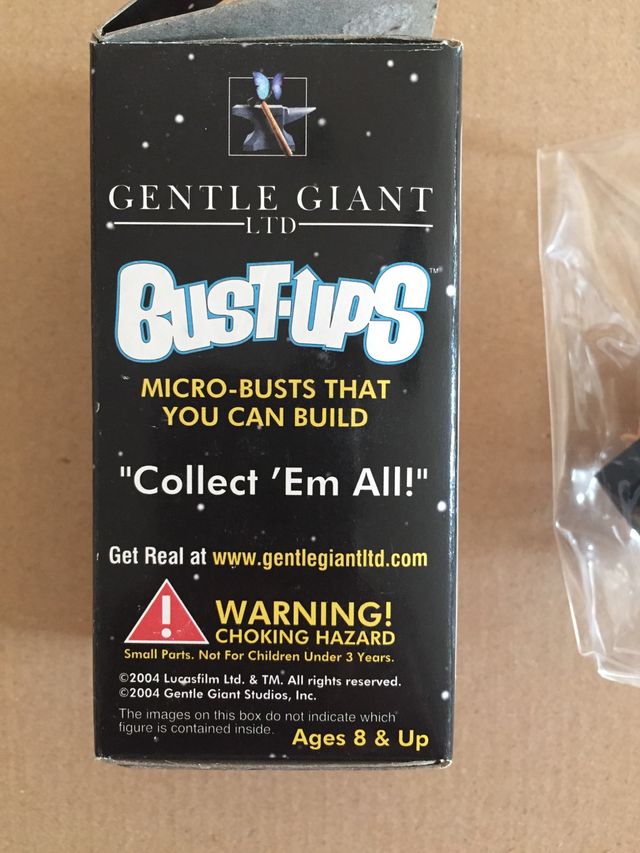 GENTLE GIANT
LTD
BUST-UPS™
MICRO-BUSTS THAT
YOU CAN BUILD
"Collect 'Em All!"
Get Real at www.gentlegiantltd.com
WARNING!
CHOKING HAZARD
Small Parts. Not For Children Under 3 Years.
©2004 Lucasfilm Ltd. & TM. All rights reserved.
©2004 Gentle Giant Studios, Inc.
The images on this box do not indicate which
figure is contained inside.
Ages 8 & Up